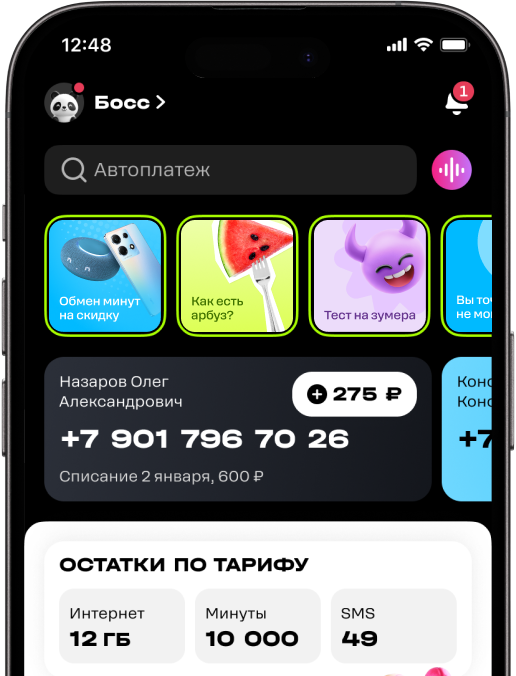 12:48
Босс
1
Автоплатеж
Обмен минут
на скидку
Как есть
арбуз?
Тест на зумера
Вы точ
не мо
Назаров Олег
Александрович
275 ₽
+7 901 796 70 26
Списание 2 января, 600 ₽
Конс
Конс
+7
ОСТАТКИ ПО ТАРИФУ
Интернет
12 ГБ
Минуты
10 000
SMS
49